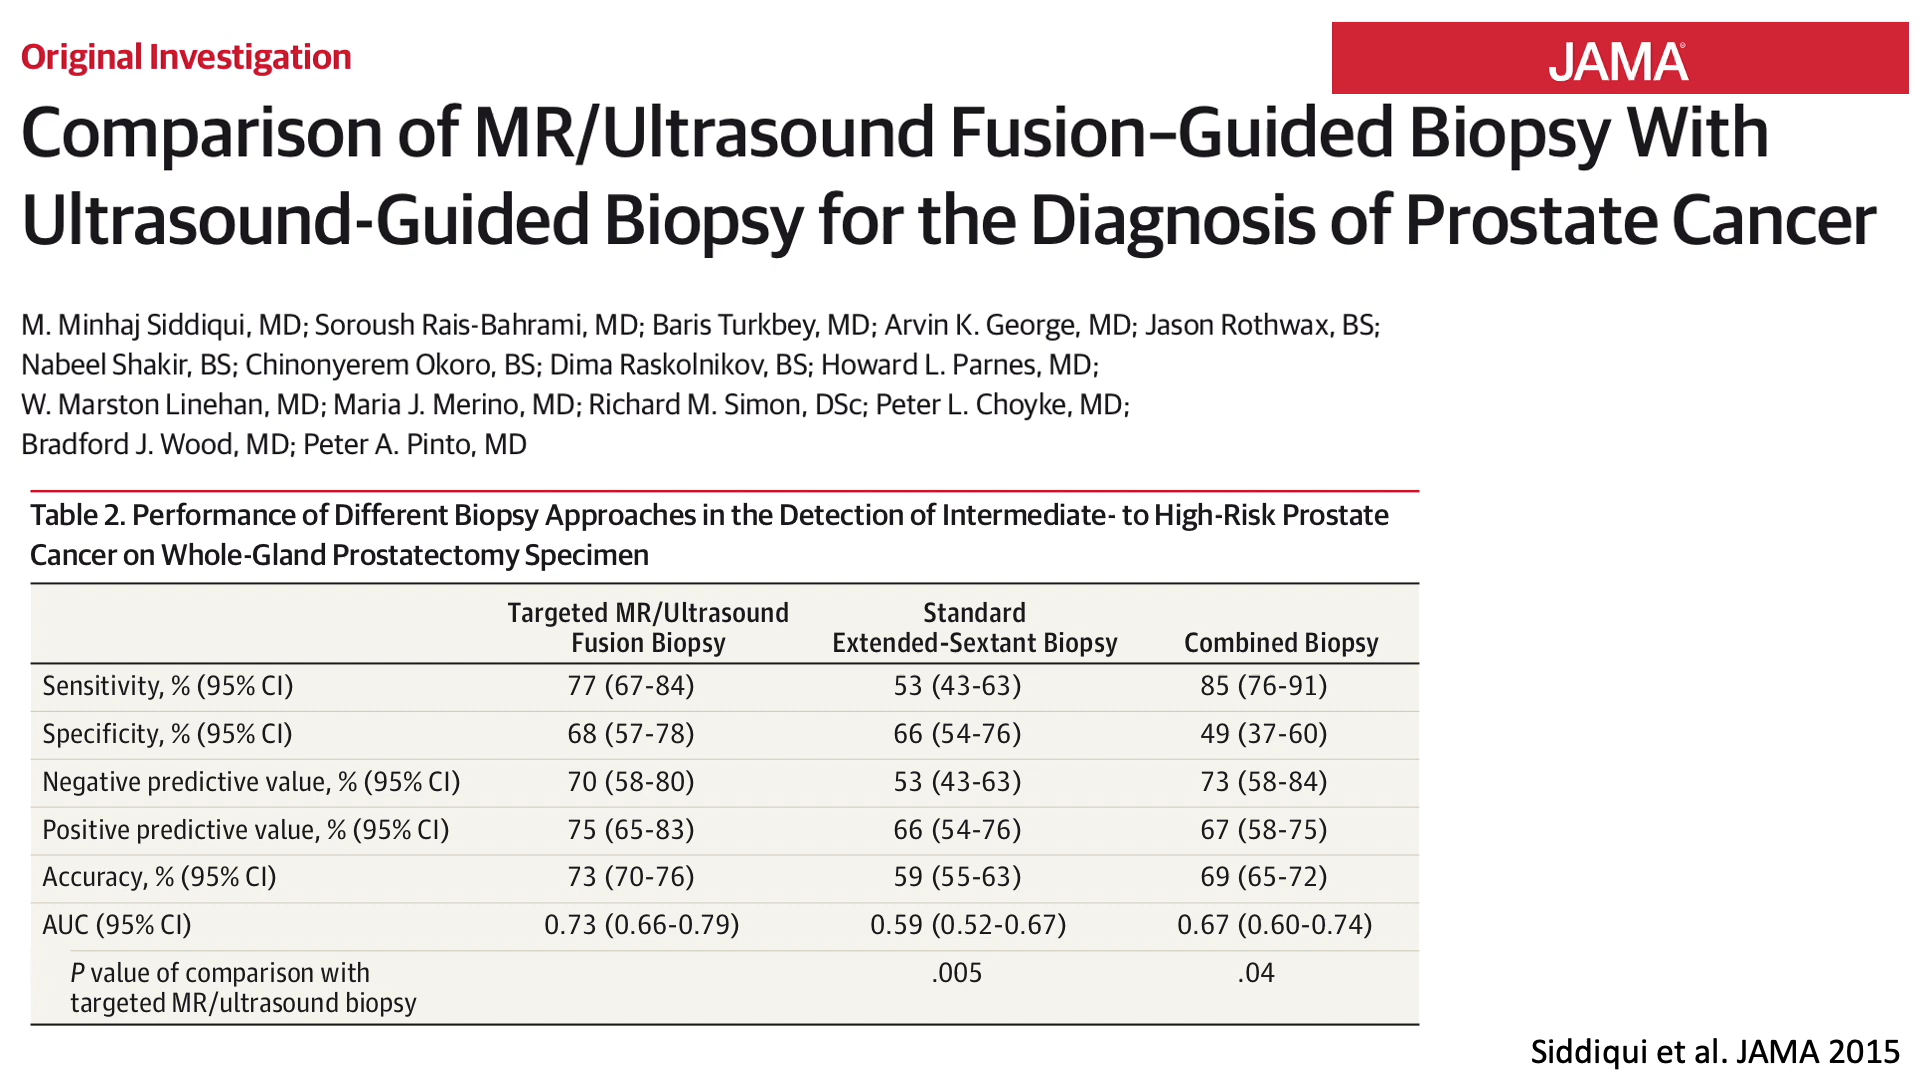 Original Investigation
JAMA®
Comparison of MR/Ultrasound Fusion–Guided Biopsy With
Ultrasound-Guided Biopsy for the Diagnosis of Prostate Cancer
M. Minhaj Siddiqui, MD; Soroush Rais-Bahrami, MD; Baris Turkbey, MD; Arvin K. George, MD; Jason Rothwax, BS;
Nabeel Shakir, BS; Chinonyerem Okoro, BS; Dima Raskolnikov, BS; Howard L. Parnes, MD;
W. Marston Linehan, MD; Maria J. Merino, MD; Richard M. Simon, DSc; Peter L. Choyke, MD;
Bradford J. Wood, MD; Peter A. Pinto, MD
Table 2. Performance of Different Biopsy Approaches in the Detection of Intermediate- to High-Risk Prostate
Cancer on Whole-Gland Prostatectomy Specimen
Targeted MR/Ultrasound Standard
Fusion Biopsy Extended-Sextant Biopsy Combined Biopsy
Sensitivity, % (95% CI) 77 (67-84) 53 (43-63) 85 (76-91)
Specificity, % (95% CI) 68 (57-78) 66 (54-76) 49 (37-60)
Negative predictive value, % (95% CI) 70 (58-80) 53 (43-63) 73 (58-84)
Positive predictive value, % (95% CI) 75 (65-83) 66 (54-76) 67 (58-75)
Accuracy, % (95% CI) 73 (70-76) 59 (55-63) 69 (65-72)
AUC (95% CI) 0.73 (0.66-0.79) 0.59 (0.52-0.67) 0.67 (0.60-0.74)
P value of comparison with .005 .04
targeted MR/ultrasound biopsy
Siddiqui et al. JAMA 2015